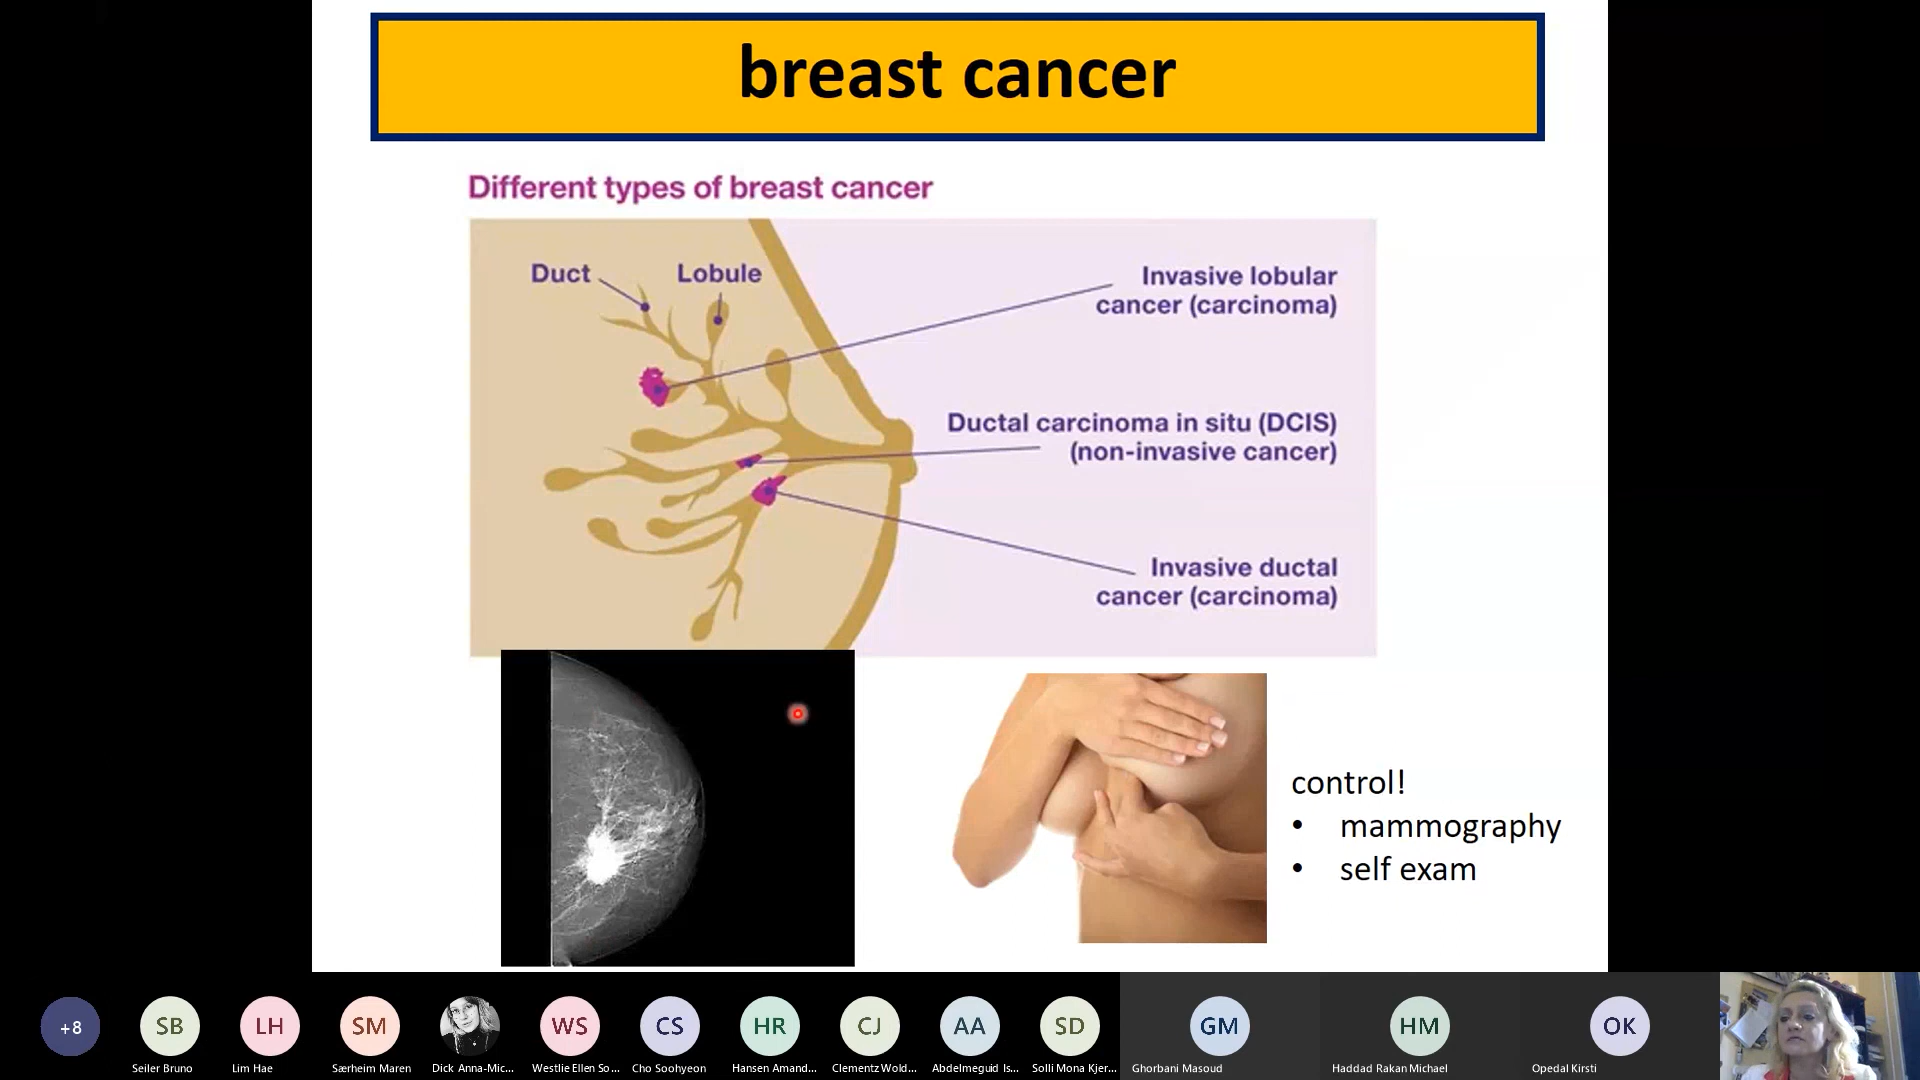 breast cancer
Different types of breast cancer
Duct
Lobule
Invasive lobular
cancer (carcinoma)
Ductal carcinoma in situ (DCIS)
(non-invasive cancer)
Invasive ductal
cancer (carcinoma)
control!
• mammography
• self exam
+8
SB
LH
SM
WS
CS
HR
CJ
AA
SD
GM
HM
OK
Seiler Bruno
Lim Hae
Særheim Maren
Dick Anna-Mic...
Westlie Ellen So...
Cho Soohyeon
Hansen Amand...
Clementz Wold...
Abdelmeguid Is...
Solli Mona Kjer...
Ghorbani Masoud
Haddad Rakan Michael
Opedal Kirsti